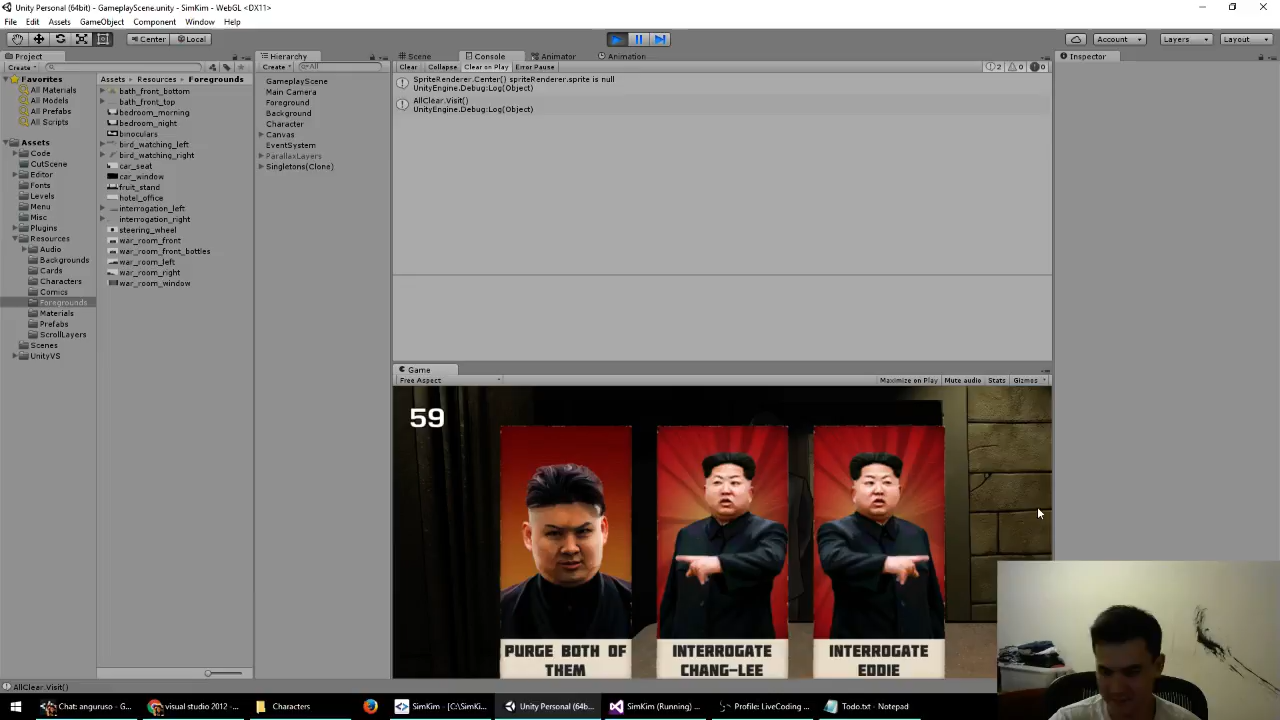 Unity Personal (64bit) - GameplayScene.unity - SimKim - WebGL <DX11>
File Edit Assets GameObject Component Window Help
Center Local Account Layers Layout
Project
Create
Favorites
All Materials
All Models
All Prefabs
All Scripts
Assets
Code
CutScene
Editor
Fonts
Levels
Menu
Misc
Plugins
Resources
Audio
Backgrounds
Cards
Characters
Comics
Foregrounds
Materials
Prefabs
ScrollLayers
Scenes
UnityVS
Assets Resources Foregrounds
bath_front_bottom
bath_front_top
bedroom_morning
bedroom_night
binoculars
bird_watching_left
bird_watching_right
car_seat
car_window
fruit_stand
hotel_office
interrogation_left
interrogation_right
steering_wheel
war_room_front
war_room_front_bottles
war_room_left
war_room_right
war_room_window
Hierarchy
Create All
GameplayScene
Main Camera
Foreground
Background
Character
Canvas
EventSystem
ParallaxLayers
Singletons(Clone)
Scene Console Animator Animation
Clear Collapse Clear on Play Error Pause 2 0 0
SpriteRenderer.Center() spriteRenderer.sprite is null
UnityEngine.Debug:Log(Object)
AllClear.Visit()
UnityEngine.Debug:Log(Object)
Game
Free Aspect Maximize on Play Mute audio Stats Gizmos
59
PURGE BOTH OF
THEM
INTERROGATE
CHANG-LEE
INTERROGATE
EDDIE
Inspector
AllClear.Visit()
Chat: anguruso - G... visual studio 2012 - ... Characters SimKim - [C:\SimKi... Unity Personal (64b... SimKim (Running) ... Profile: LiveCoding ... Todo.txt - Notepad